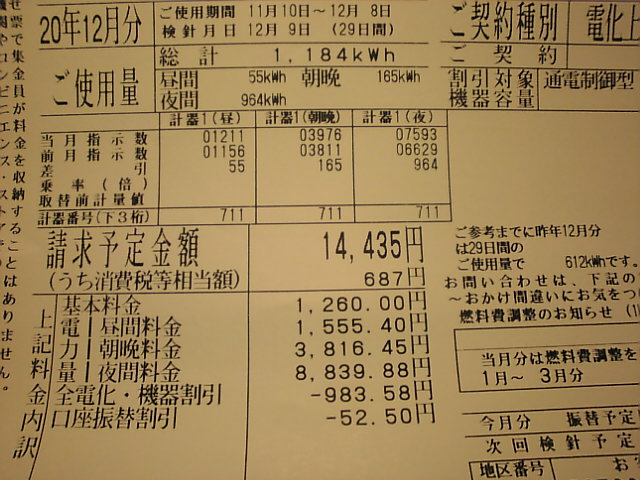 せ票で集金員が料金を収納することはありません。
20年12月分
ご使用期間 11月10日～12月 8日
検針月日 12月 9日 (29日間)
ご契約種別 電化上
ご使用量
総計 1,184kWh
昼間 55kWh 朝晩 165kWh
夜間 964kWh
ご契約
割引対象機器容量 通電制御型
計器1(昼) 計器1(朝晩) 計器1(夜)
当月指示数 01211 03976 07593
前月指示数 01156 03811 06629
差引 55 165 964
乗率(倍)
取替前計量値
計器番号(下3桁) 711 711 711
請求予定金額 14,435円
(うち消費税等相当額) 687円
上記料金内訳
基本料金 1,260.00円
電力量 昼間料金 1,555.40円
朝晩料金 3,816.45円
夜間料金 8,839.88円
全電化・機器割引 -983.58円
口座振替割引 -52.50円
ご参考までに昨年12月分
は29日間の
ご使用量で 612kWhです。
お問い合わせは、下記の
～おかけ間違いにお気をつ
燃料費調整のお知らせ
当月分は燃料費調整を
1月～ 3月分
今月分 振替予定
次回検針予定
地区番号 お